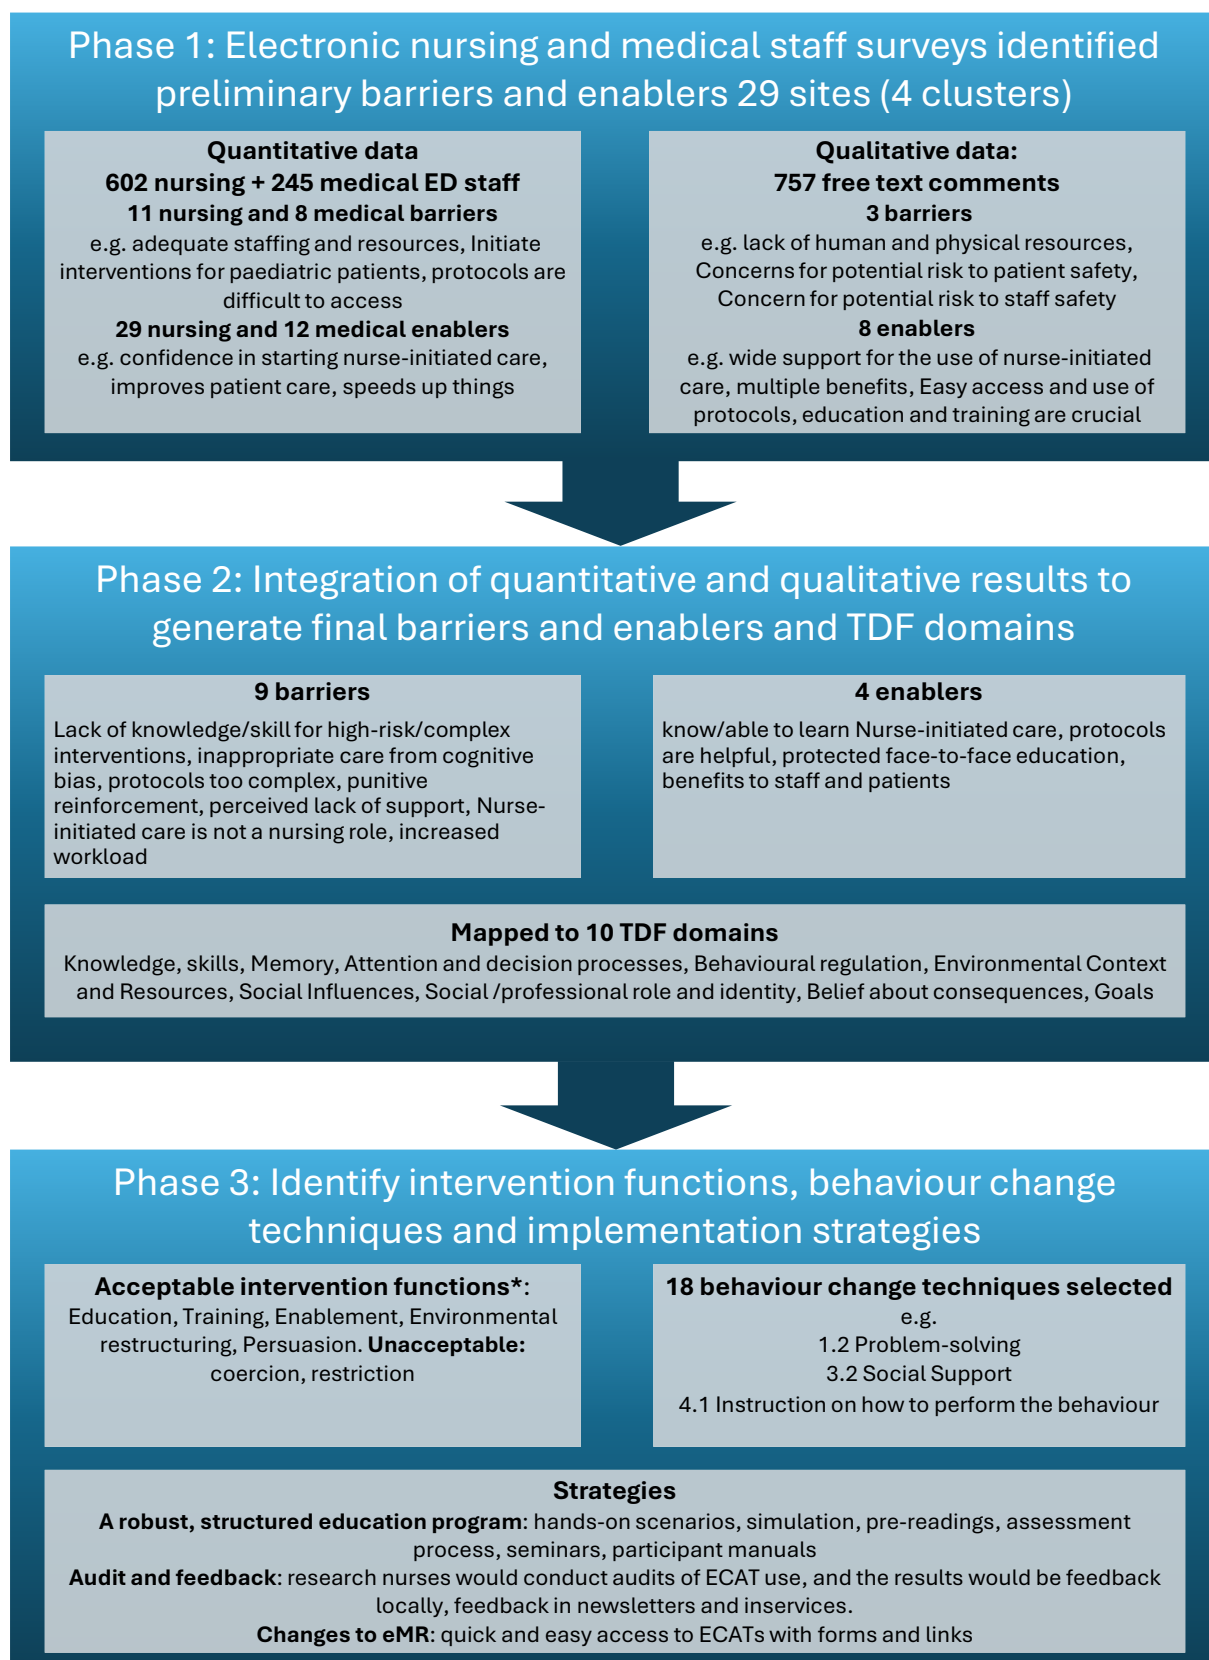 Phase 1: Electronic nursing and medical staff surveys identified
preliminary barriers and enablers 29 sites (4 clusters)
Quantitative data
602 nursing + 245 medical ED staff
11 nursing and 8 medical barriers
e.g. adequate staffing and resources, Initiate
interventions for paediatric patients, protocols are
difficult to access
29 nursing and 12 medical enablers
e.g. confidence in starting nurse-initiated care,
improves patient care, speeds up things
Qualitative data:
757 free text comments
3 barriers
e.g. lack of human and physical resources,
Concerns for potential risk to patient safety,
Concern for potential risk to staff safety
8 enablers
e.g. wide support for the use of nurse-initiated
care, multiple benefits, Easy access and use of
protocols, education and training are crucial
Phase 2: Integration of quantitative and qualitative results to
generate final barriers and enablers and TDF domains
9 barriers
Lack of knowledge/skill for high-risk/complex
interventions, inappropriate care from cognitive
bias, protocols too complex, punitive
reinforcement, perceived lack of support, Nurse-
initiated care is not a nursing role, increased
workload
4 enablers
know/able to learn Nurse-initiated care, protocols
are helpful, protected face-to-face education,
benefits to staff and patients
Mapped to 10 TDF domains
Knowledge, skills, Memory, Attention and decision processes, Behavioural regulation, Environmental Context
and Resources, Social Influences, Social /professional role and identity, Belief about consequences, Goals
Phase 3: Identify intervention functions, behaviour change
techniques and implementation strategies
Acceptable intervention functions*:
Education, Training, Enablement, Environmental
restructuring, Persuasion. Unacceptable:
coercion, restriction
18 behaviour change techniques selected
e.g.
1.2 Problem-solving
3.2 Social Support
4.1 Instruction on how to perform the behaviour
Strategies
A robust, structured education program: hands-on scenarios, simulation, pre-readings, assessment
process, seminars, participant manuals
Audit and feedback: research nurses would conduct audits of ECAT use, and the results would be feedback
locally, feedback in newsletters and inservices.
Changes to eMR: quick and easy access to ECATs with forms and links